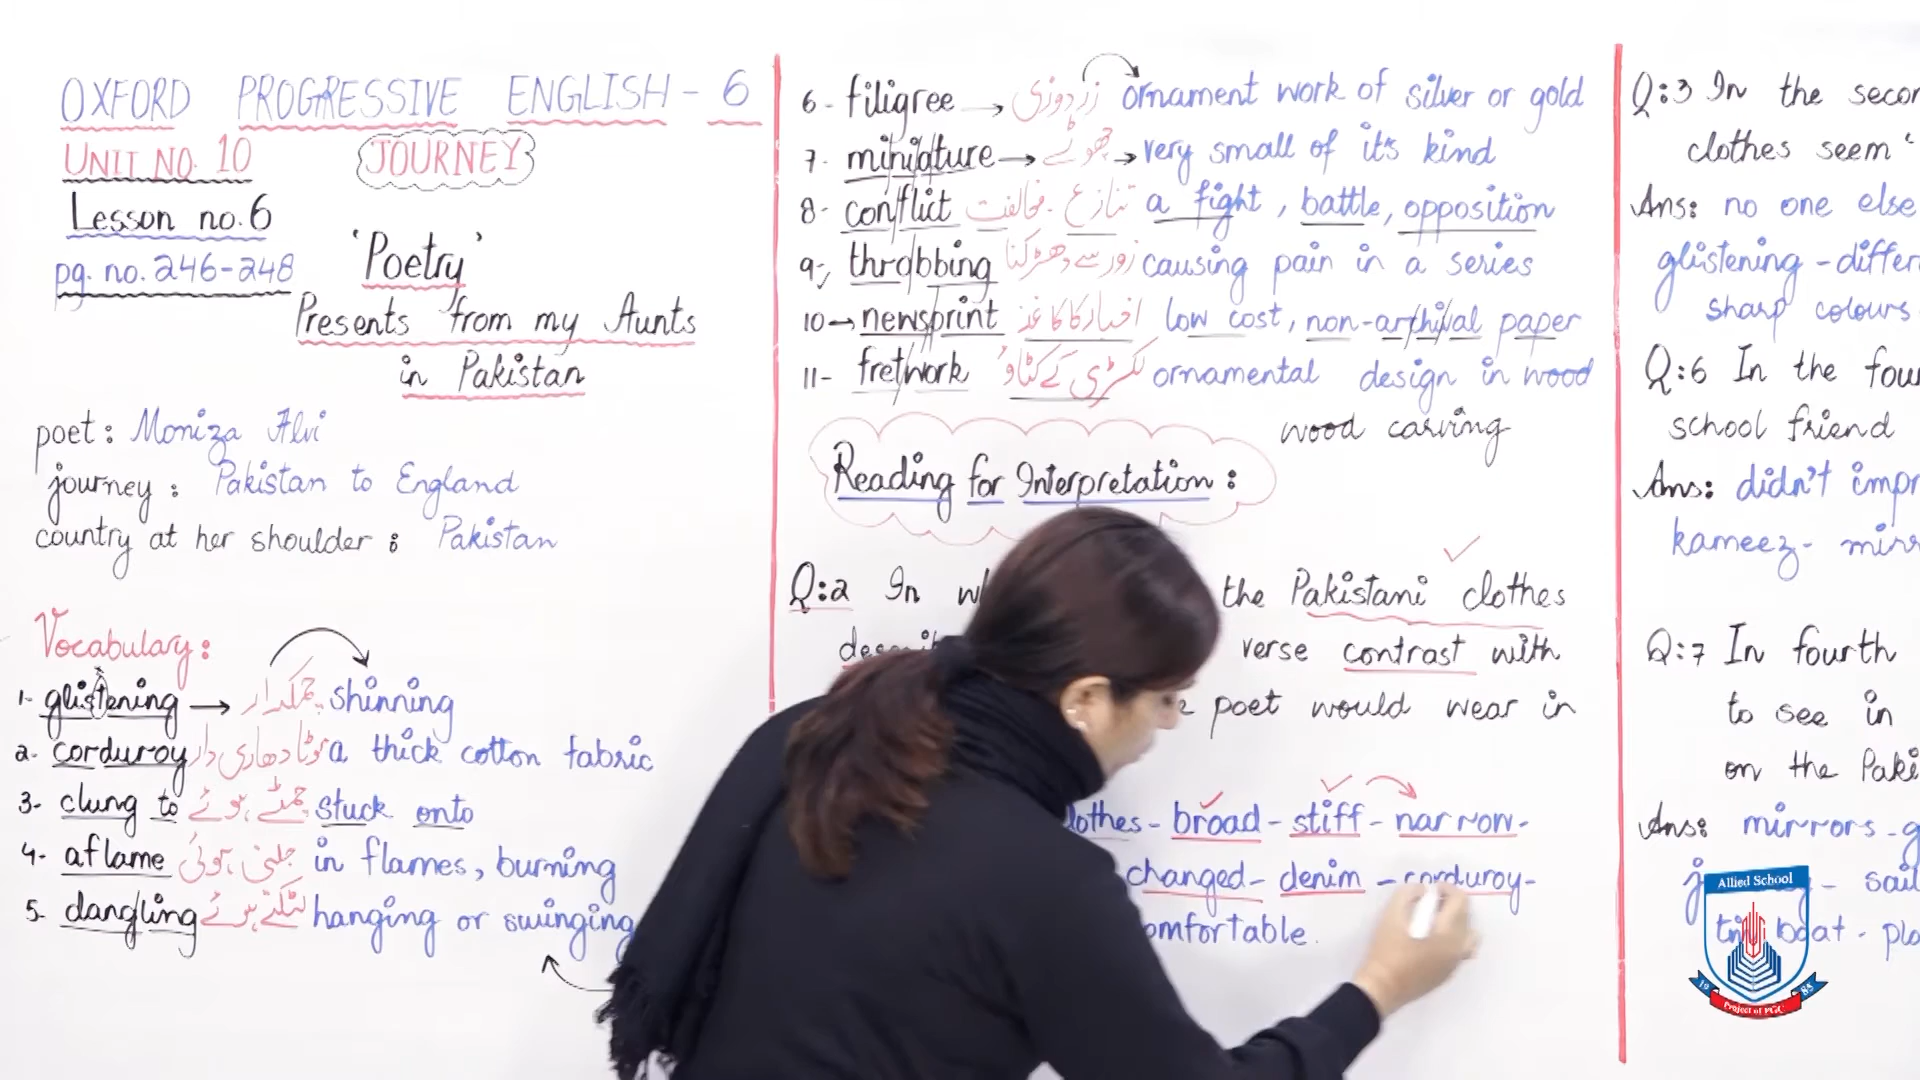 OXFORD PROGRESSIVE ENGLISH - 6
UNIT NO. 10 JOURNEY
Lesson no.6
pg. no. 246-248
'Poetry'
Presents from my Aunts
in Pakistan
poet: Moniza Alvi
journey: Pakistan to England
country at her shoulder: Pakistan
Vocabulary:
1- glistening → چمکدار shinning
2- corduroy موٹا دھاری دار a thick cotton fabric
3- clung to چمٹے ہوئے stuck onto
4- aflame جلتی ہوئی in flames, burning
5- dangling لٹکتے ہوئے hanging or swinging
6- filigree → زردوزی ornament work of silver or gold
7- miniature → چھوٹے → very small of it's kind
8- conflict تنازع - مخالفت a fight, battle, opposition
9- throbbing زور سے دھڑکنا causing pain in a series
10 → newsprint اخبار کا کاغذ low cost, non-archival paper
11- fretwork لکڑی کے کٹاؤ ornamental design in wood
wood carving
Reading for Interpretation:
Q:2 In the Pakistani clothes
verse contrast with
poet would wear in
clothes - broad - stiff - narrow -
changed - denim - corduroy -
comfortable.
Q:3 In the
clothes seem "
Ans: no one else
glistening -
sharp colours
Q:6 In the
school friend
Ans: didn't
kameez -
Q:7 In fourth
to see in
on the
Ans: mirrors -
boat -
Allied School
19 85
Project of PGC